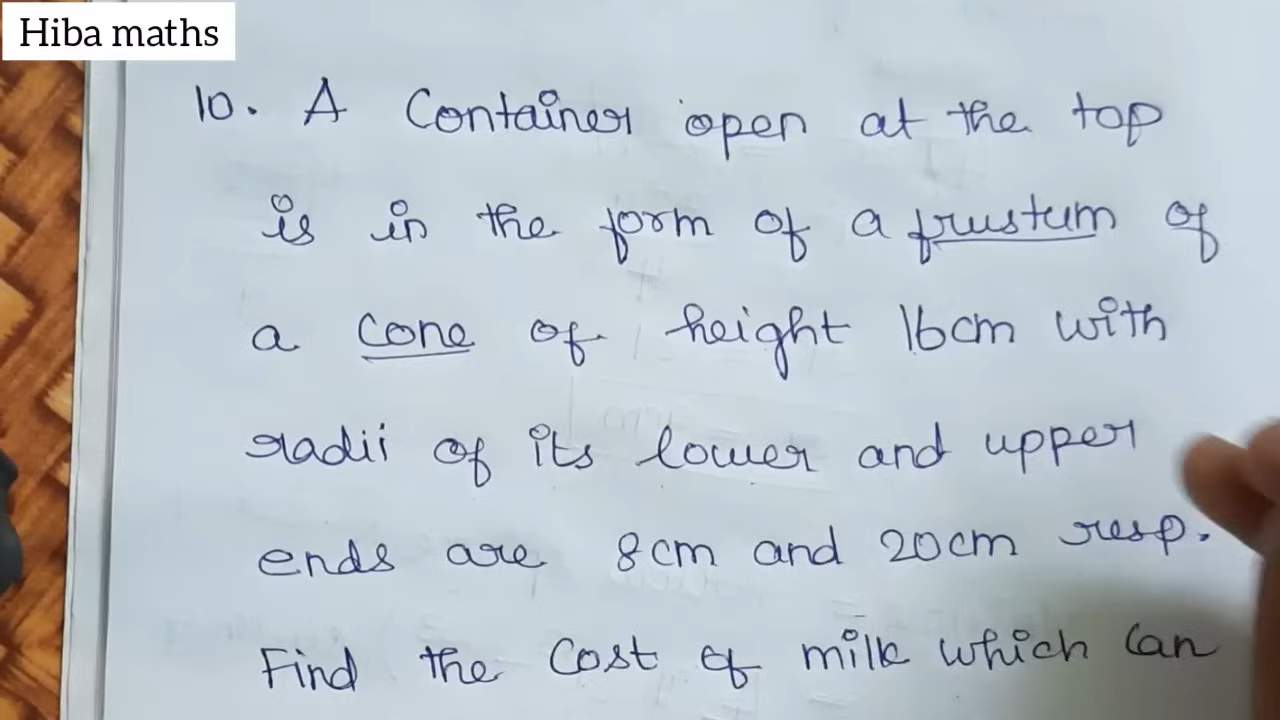 Hiba maths
10. A Container open at the top
is in the form of a frustum of
a cone of height 16cm with
radii of its lower and upper
ends are 8cm and 20cm resp.
Find the Cost of milk which Can